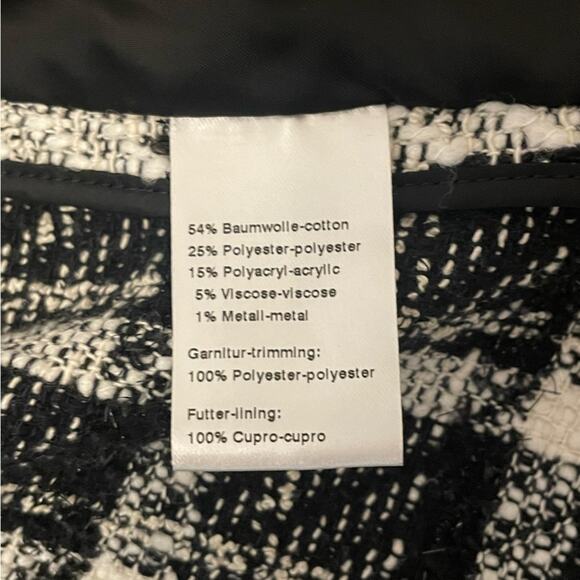 54% Baumwolle-cotton
25% Polyester-polyester
15% Polyacryl-acrylic
5% Viscose-viscose
1% Metall-metal
Garnitur-trimming:
100% Polyester-polyester
Futter-lining:
100% Cupro-cupro